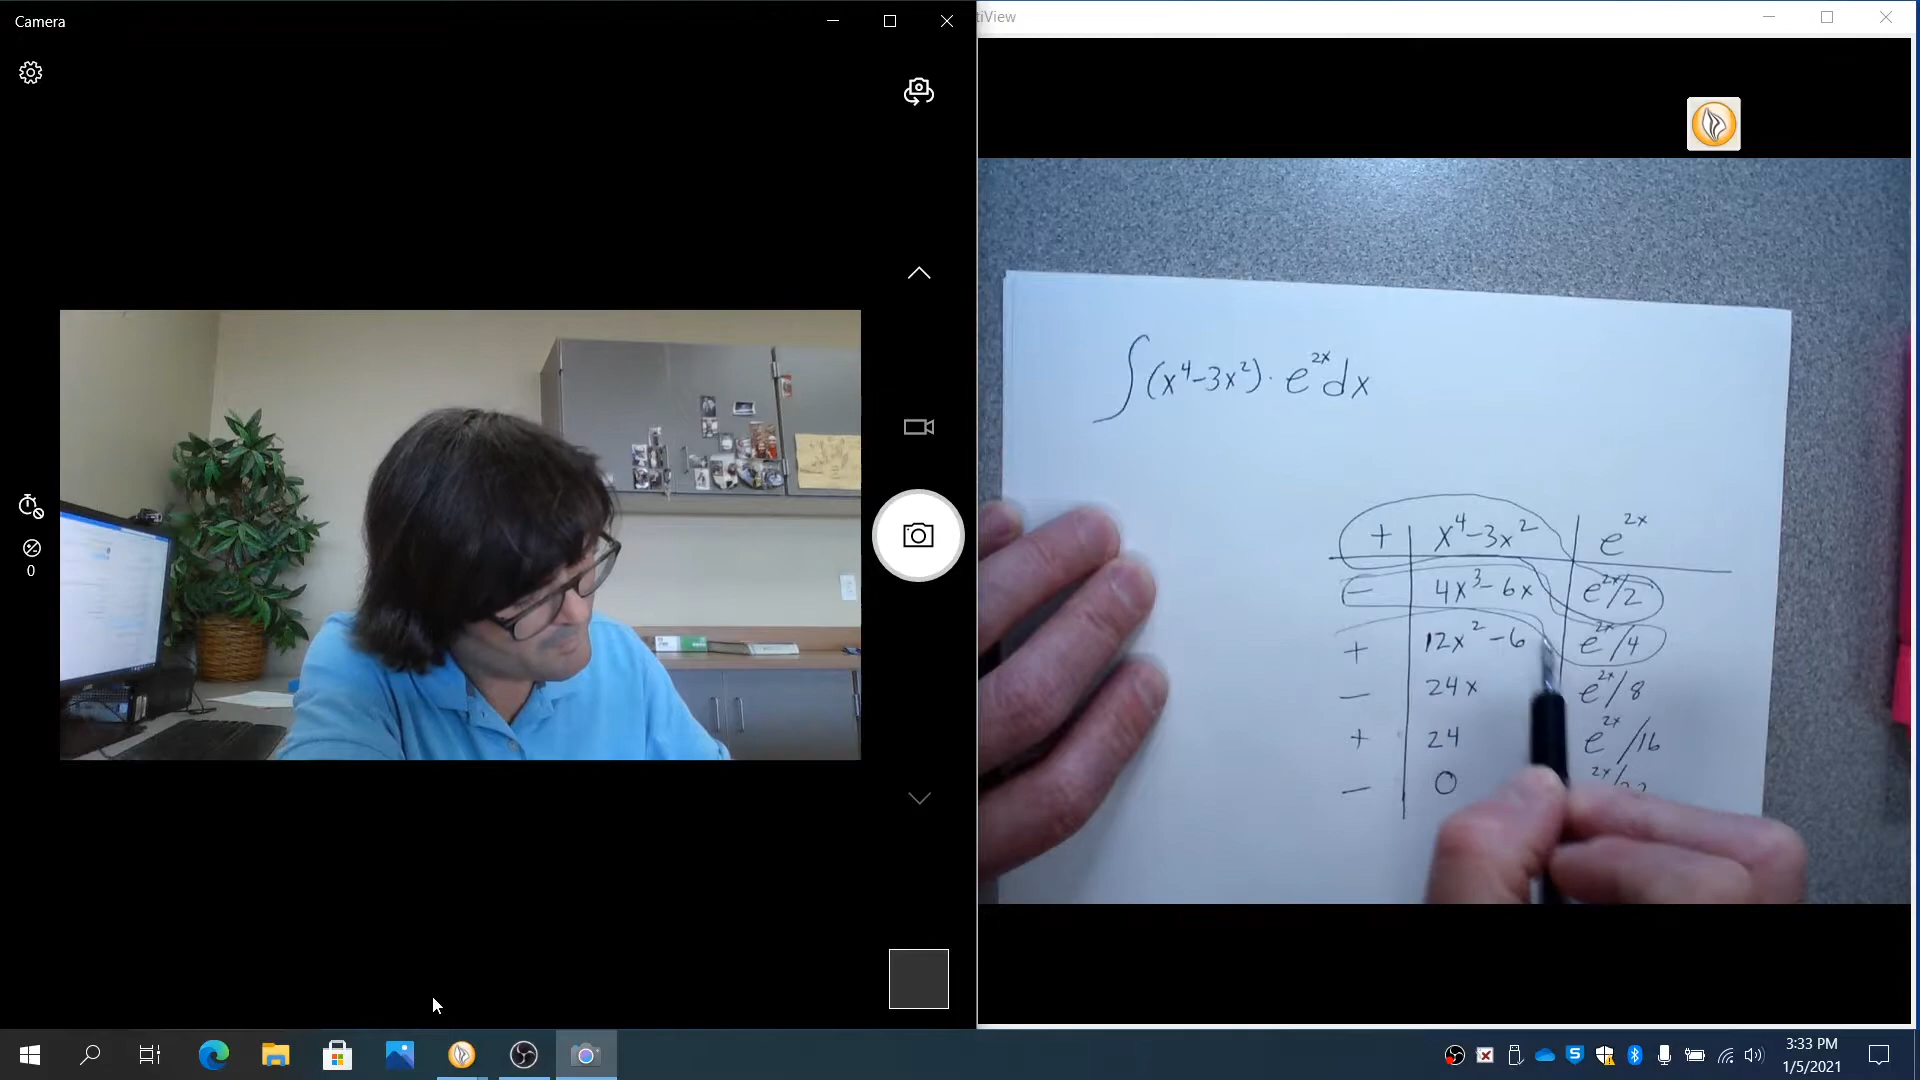 Camera
tiView
0
∫(x⁴-3x²)·e²ˣdx
+ x⁴-3x² e²ˣ
- 4x³-6x e²ˣ/2
+ 12x²-6 e²ˣ/4
- 24x e²ˣ/8
+ 24 e²ˣ/16
- 0
3:33 PM
1/5/2021